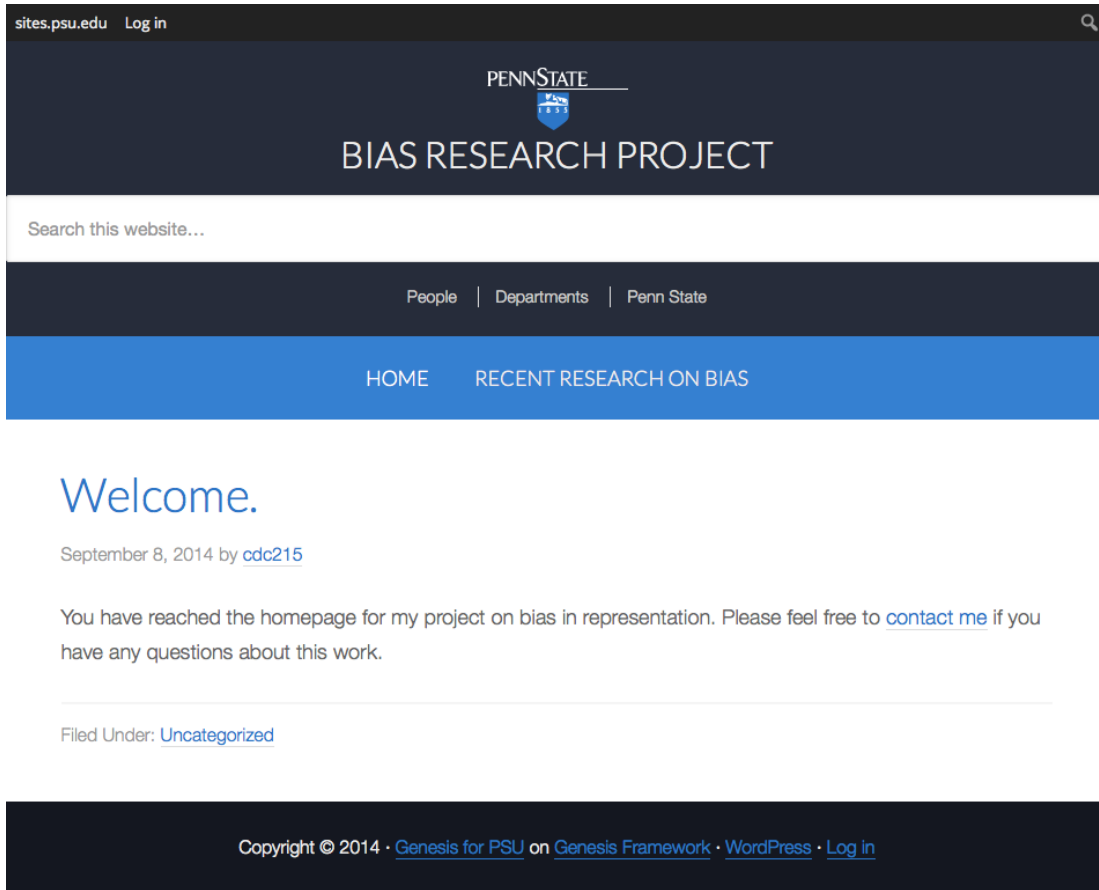 sites.psu.edu Log in
PENNSTATE
1855
BIAS RESEARCH PROJECT
Search this website...
People | Departments | Penn State
HOME RECENT RESEARCH ON BIAS
Welcome.
September 8, 2014 by cdc215
You have reached the homepage for my project on bias in representation. Please feel free to contact me if you
have any questions about this work.
Filed Under: Uncategorized
Copyright © 2014 · Genesis for PSU on Genesis Framework · WordPress · Log in